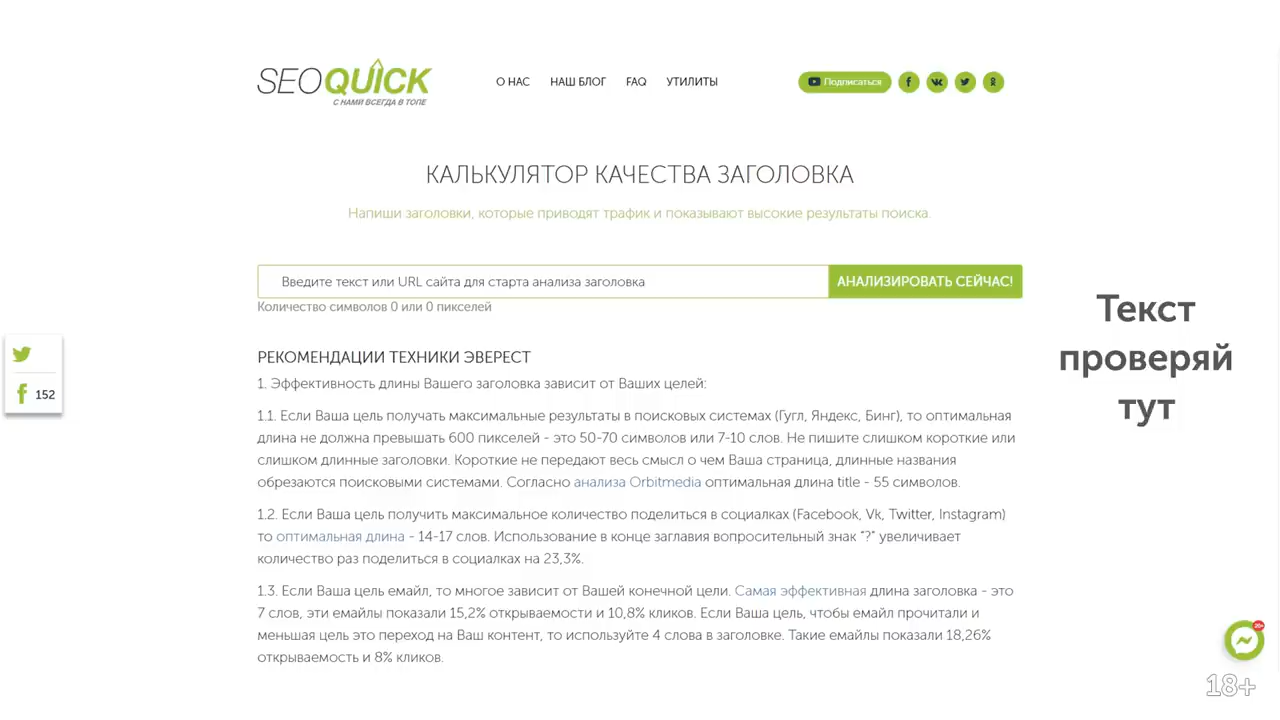 SEOQUICK
С НАМИ ВСЕГДА В ТОПЕ
О НАС НАШ БЛОГ FAQ УТИЛИТЫ
Подписаться
КАЛЬКУЛЯТОР КАЧЕСТВА ЗАГОЛОВКА
Напиши заголовки, которые приводят трафик и показывают высокие результаты поиска.
Введите текст или URL сайта для старта анализа заголовка
АНАЛИЗИРОВАТЬ СЕЙЧАС!
Количество символов 0 или 0 пикселей
РЕКОМЕНДАЦИИ ТЕХНИКИ ЭВЕРЕСТ
1. Эффективность длины Вашего заголовка зависит от Ваших целей:
1.1. Если Ваша цель получать максимальные результаты в поисковых системах (Гугл, Яндекс, Бинг), то оптимальная
длина не должна превышать 600 пикселей - это 50-70 символов или 7-10 слов. Не пишите слишком короткие или
слишком длинные заголовки. Короткие не передают весь смысл о чем Ваша страница, длинные названия
обрезаются поисковыми системами. Согласно анализа Orbitmedia оптимальная длина title - 55 символов.
1.2. Если Ваша цель получить максимальное количество поделиться в социалках (Facebook, Vk, Twitter, Instagram)
то оптимальная длина - 14-17 слов. Использование в конце заглавия вопросительный знак "?" увеличивает
количество раз поделиться в социалках на 23,3%.
1.3. Если Ваша цель емайл, то многое зависит от Вашей конечной цели. Самая эффективная длина заголовка - это
7 слов, эти емайлы показали 15,2% открываемости и 10,8% кликов. Если Ваша цель, чтобы емайл прочитали и
меньшая цель это переход на Ваш контент, то используйте 4 слова в заголовке. Такие емайлы показали 18,26%
открываемость и 8% кликов.
152
Текст
проверяй
тут
20+
18+